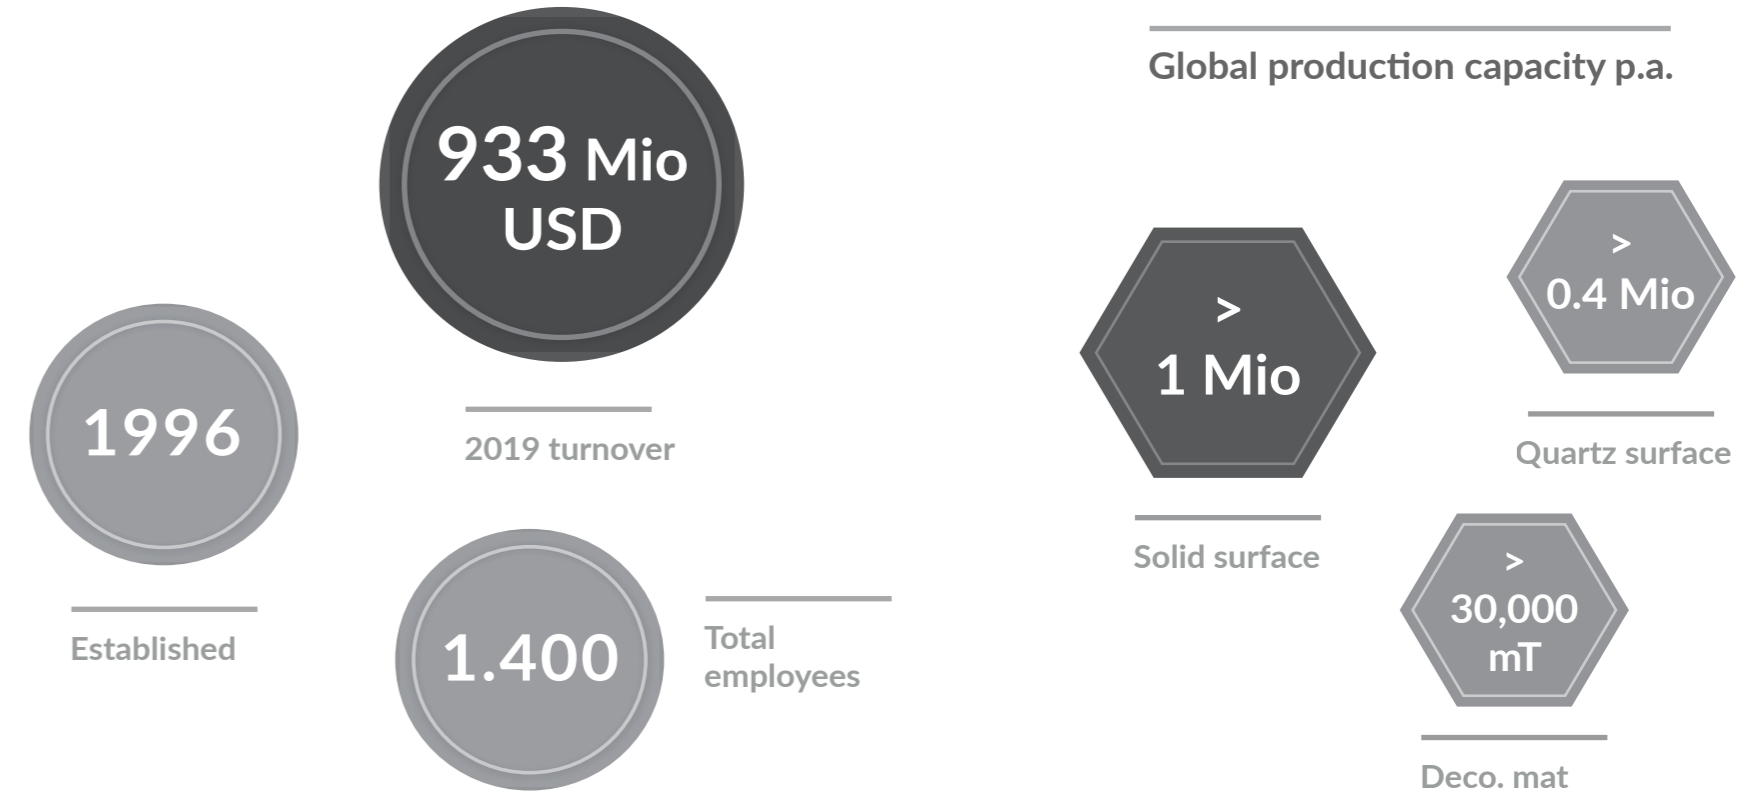 933 Mio
USD
2019 turnover
1996
Established
1.400
Total
employees
Global production capacity p.a.
>
1 Mio
Solid surface
>
0.4 Mio
Quartz surface
>
30,000
mT
Deco. mat